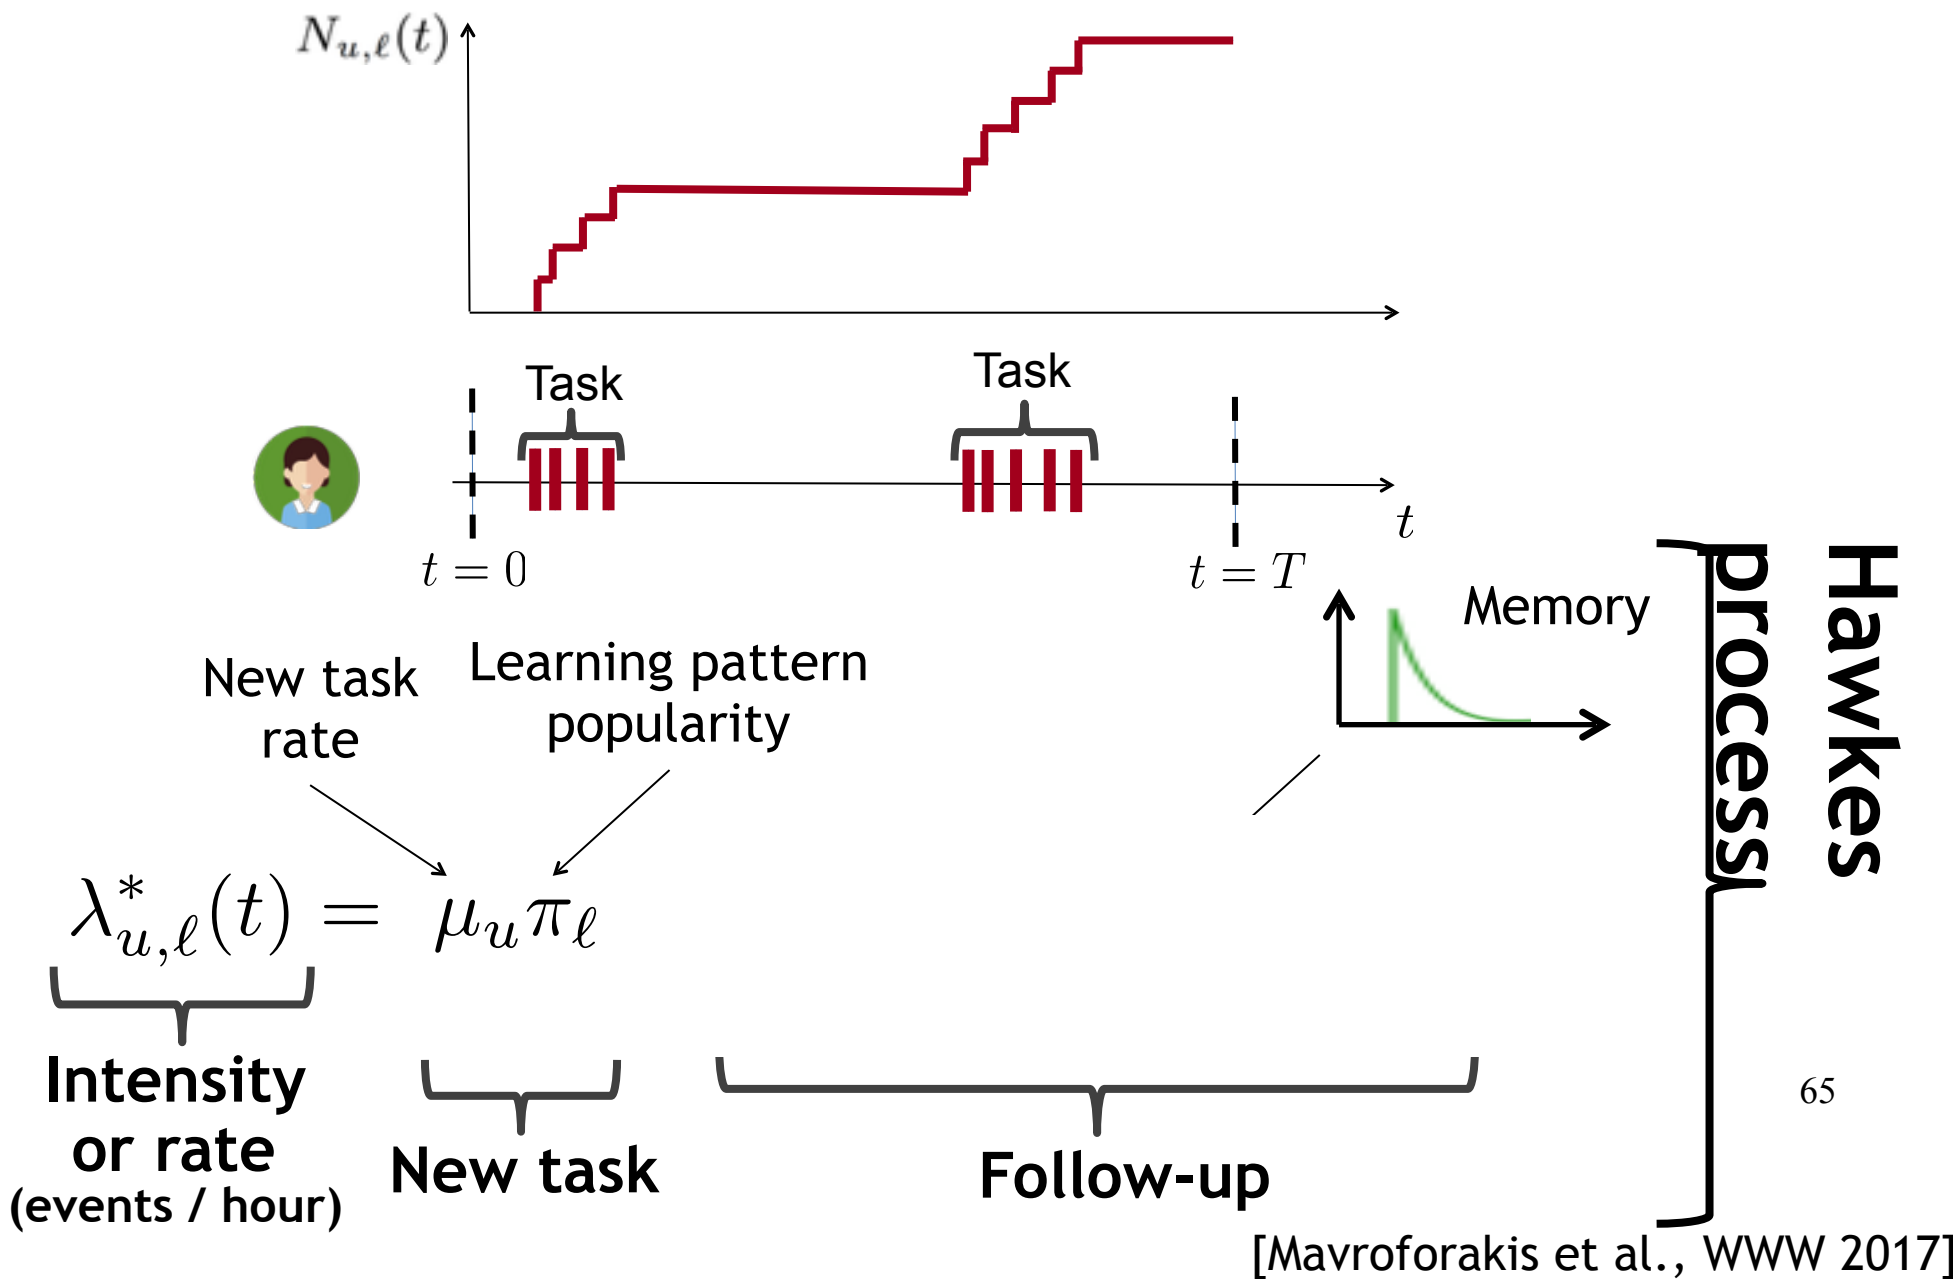 N_{u,ℓ}(t)
Task
Task
t
t = 0
t = T
Memory
Hawkes
process
New task
rate
Learning pattern
popularity
λ*_{u,ℓ}(t) = μ_u π_ℓ
Intensity
or rate
(events / hour)
New task
Follow-up
65
[Mavroforakis et al., WWW 2017]